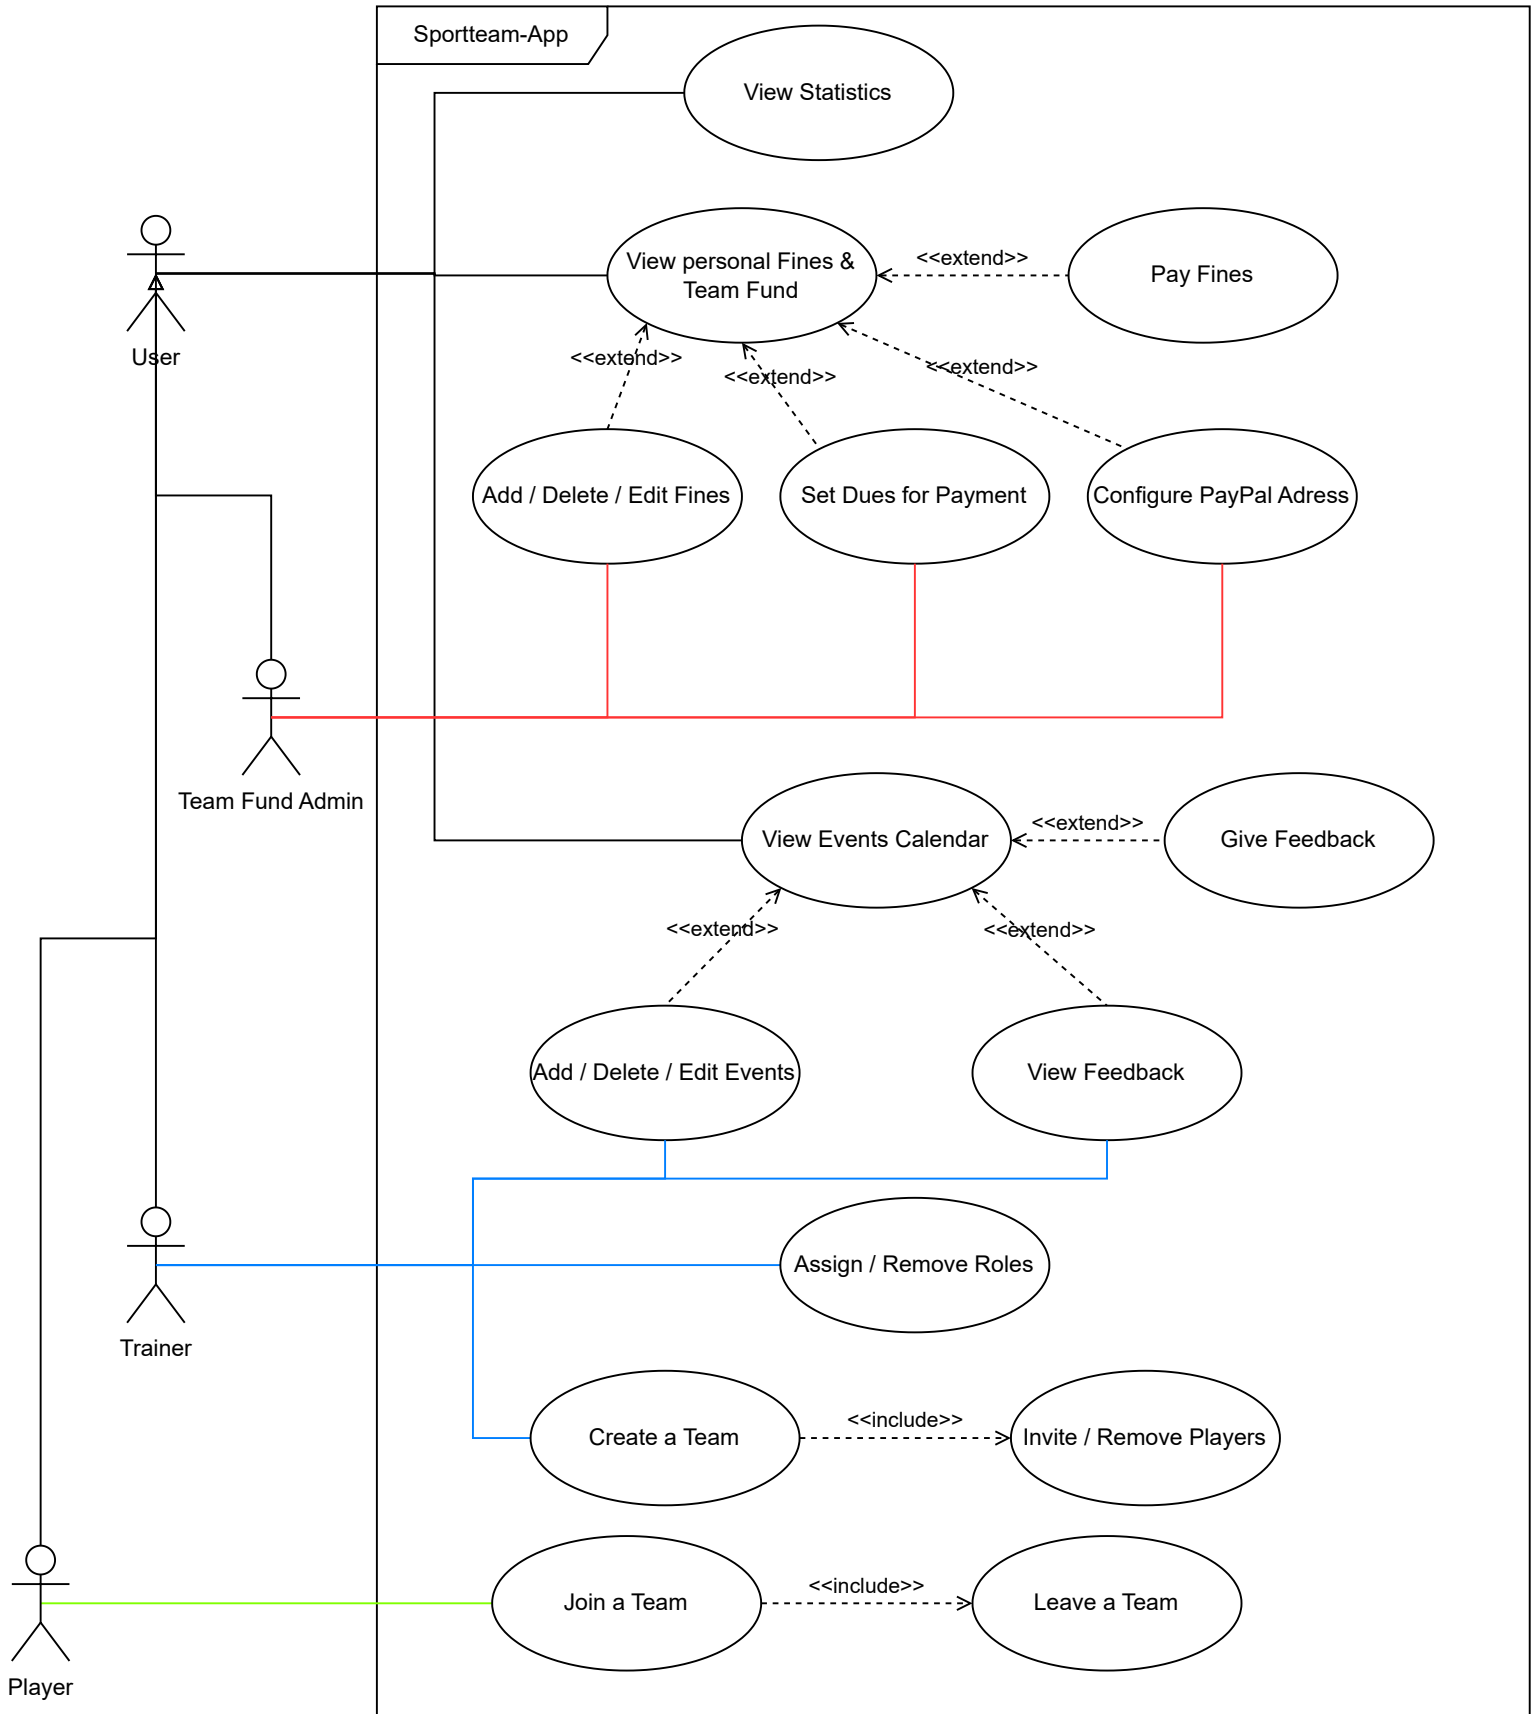 Sportteam-App
View Statistics
View personal Fines &
Team Fund
<<extend>>
Pay Fines
User
<<extend>>
<<extend>>
<<extend>>
Add / Delete / Edit Fines
Set Dues for Payment
Configure PayPal Adress
Team Fund Admin
View Events Calendar
<<extend>>
Give Feedback
<<extend>>
<<extend>>
Add / Delete / Edit Events
View Feedback
Assign / Remove Roles
Trainer
Create a Team
<<include>>
Invite / Remove Players
Join a Team
<<include>>
Leave a Team
Player